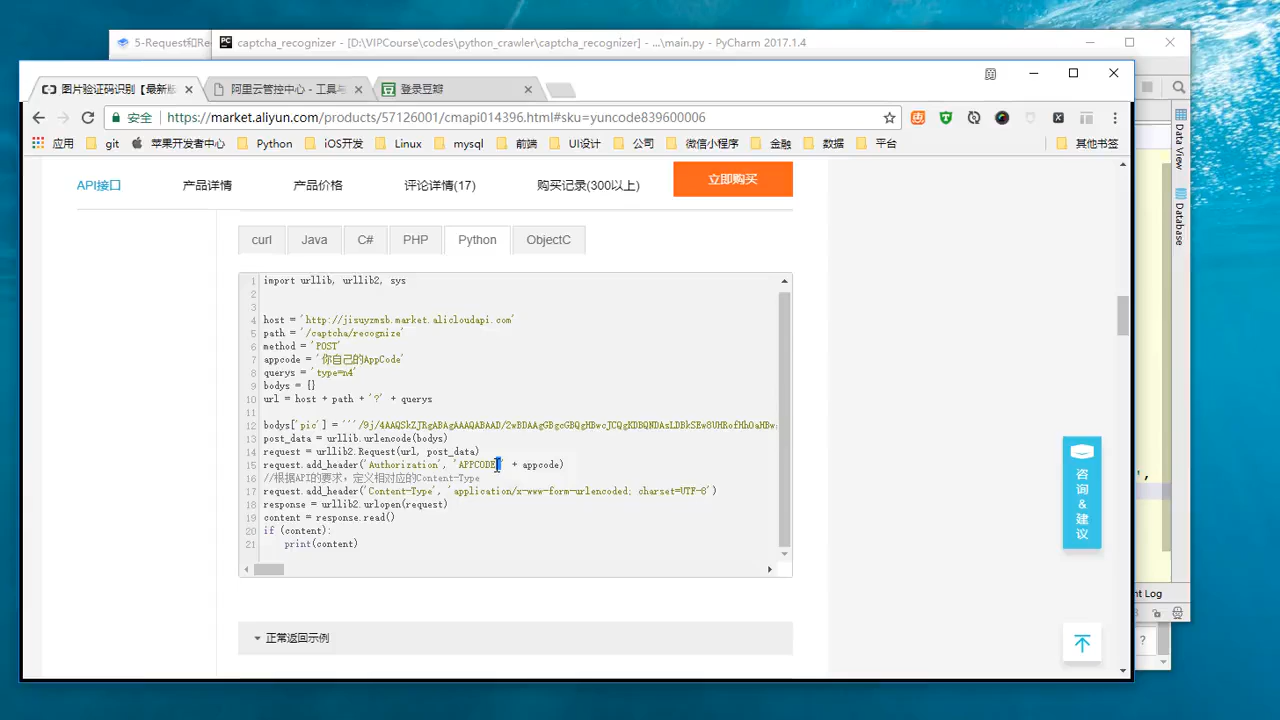 5-Request和Re
captcha_recognizer - [D:\VIPCourse\codes\python_crawler\captcha_recognizer] - ...\main.py - PyCharm 2017.1.4
图片验证码识别【最新版
阿里云管控中心 - 工具与
登录豆瓣
安全
https://market.aliyun.com/products/57126001/cmapi014396.html#sku=yuncode839600006
应用
git
苹果开发者中心
Python
iOS开发
Linux
mysql
前端
UI设计
公司
微信小程序
金融
数据
平台
其他书签
API接口
产品详情
产品价格
评论详情(17)
购买记录(300以上)
立即购买
curl
Java
C#
PHP
Python
ObjectC
1 import urllib, urllib2, sys
2
3
4 host = 'http://jisuyzmsb.market.alicloudapi.com'
5 path = '/captcha/recognize'
6 method = 'POST'
7 appcode = '你自己的AppCode'
8 querys = 'type=n4'
9 bodys = {}
10 url = host + path + '?' + querys
11
12 bodys['pic'] = '''/9j/4AAQSkZJRgABAgAAAQABAAD/2wBDAAgGBgcGBQgHBwcJCQgKDBQNDAsLDBkSEw8UHRofHh0aHBw
13 post_data = urllib.urlencode(bodys)
14 request = urllib2.Request(url, post_data)
15 request.add_header('Authorization', 'APPCODE ' + appcode)
16 //根据API的要求，定义相对应的Content-Type
17 request.add_header('Content-Type', 'application/x-www-form-urlencoded; charset=UTF-8')
18 response = urllib2.urlopen(request)
19 content = response.read()
20 if (content):
21 print(content)
正常返回示例
咨询&建议
Data View
Database
',
nt Log
?